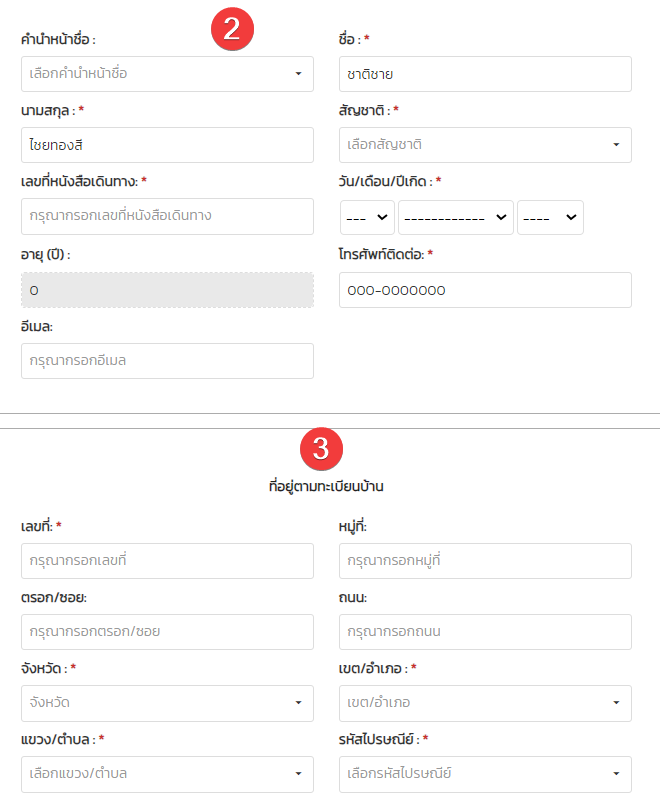 2
คำนำหน้าชื่อ : ชื่อ : *
เลือกคำนำหน้าชื่อ ชาติชาย
นามสกุล : * สัญชาติ : *
ไชยทองสี เลือกสัญชาติ
เลขที่หนังสือเดินทาง: * วัน/เดือน/ปีเกิด : *
กรุณากรอกเลขที่หนังสือเดินทาง --- ------------ ----
อายุ (ปี) : โทรศัพท์ติดต่อ: *
0 000-0000000
อีเมล:
กรุณากรอกอีเมล
3
ที่อยู่ตามทะเบียนบ้าน
เลขที่: * หมู่ที่:
กรุณากรอกเลขที่ กรุณากรอกหมู่ที่
ตรอก/ซอย: ถนน:
กรุณากรอกตรอก/ซอย กรุณากรอกถนน
จังหวัด : * เขต/อำเภอ : *
จังหวัด เขต/อำเภอ
แขวง/ตำบล : * รหัสไปรษณีย์ : *
เลือกแขวง/ตำบล เลือกรหัสไปรษณีย์